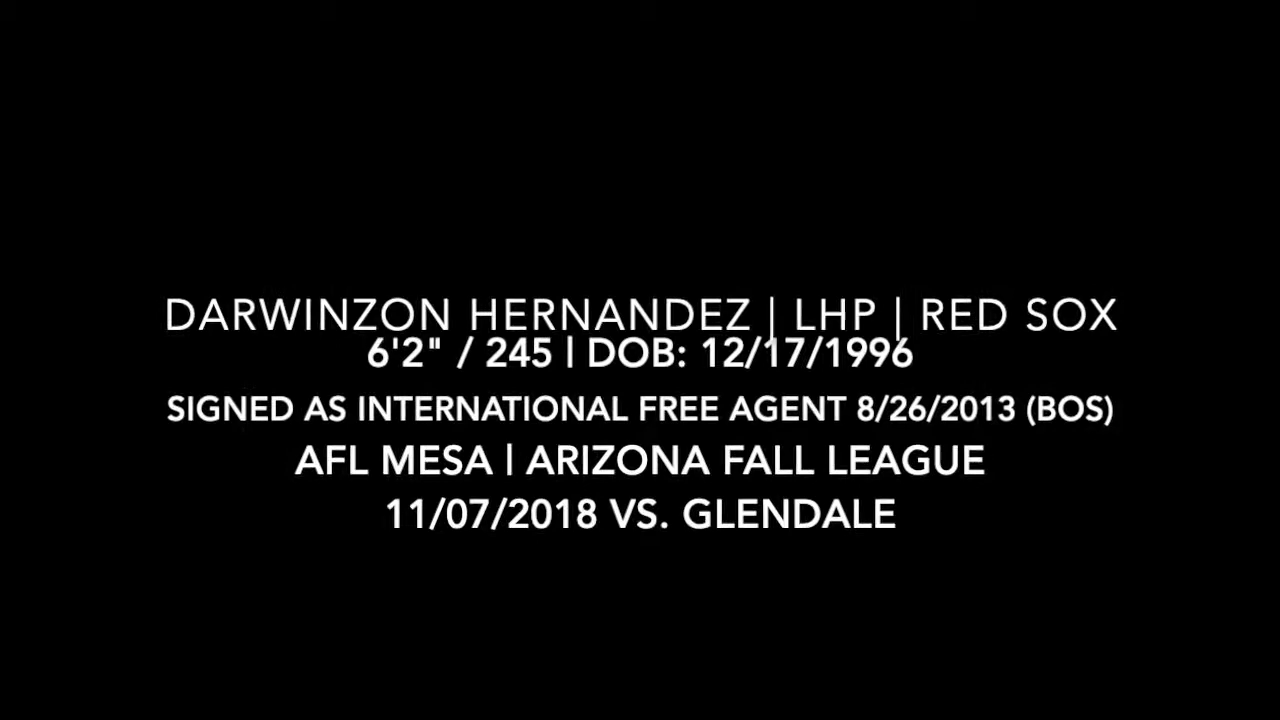 DARWINZON HERNANDEZ | LHP | RED SOX
6'2" / 245 | DOB: 12/17/1996
SIGNED AS INTERNATIONAL FREE AGENT 8/26/2013 (BOS)
AFL MESA | ARIZONA FALL LEAGUE
11/07/2018 VS. GLENDALE